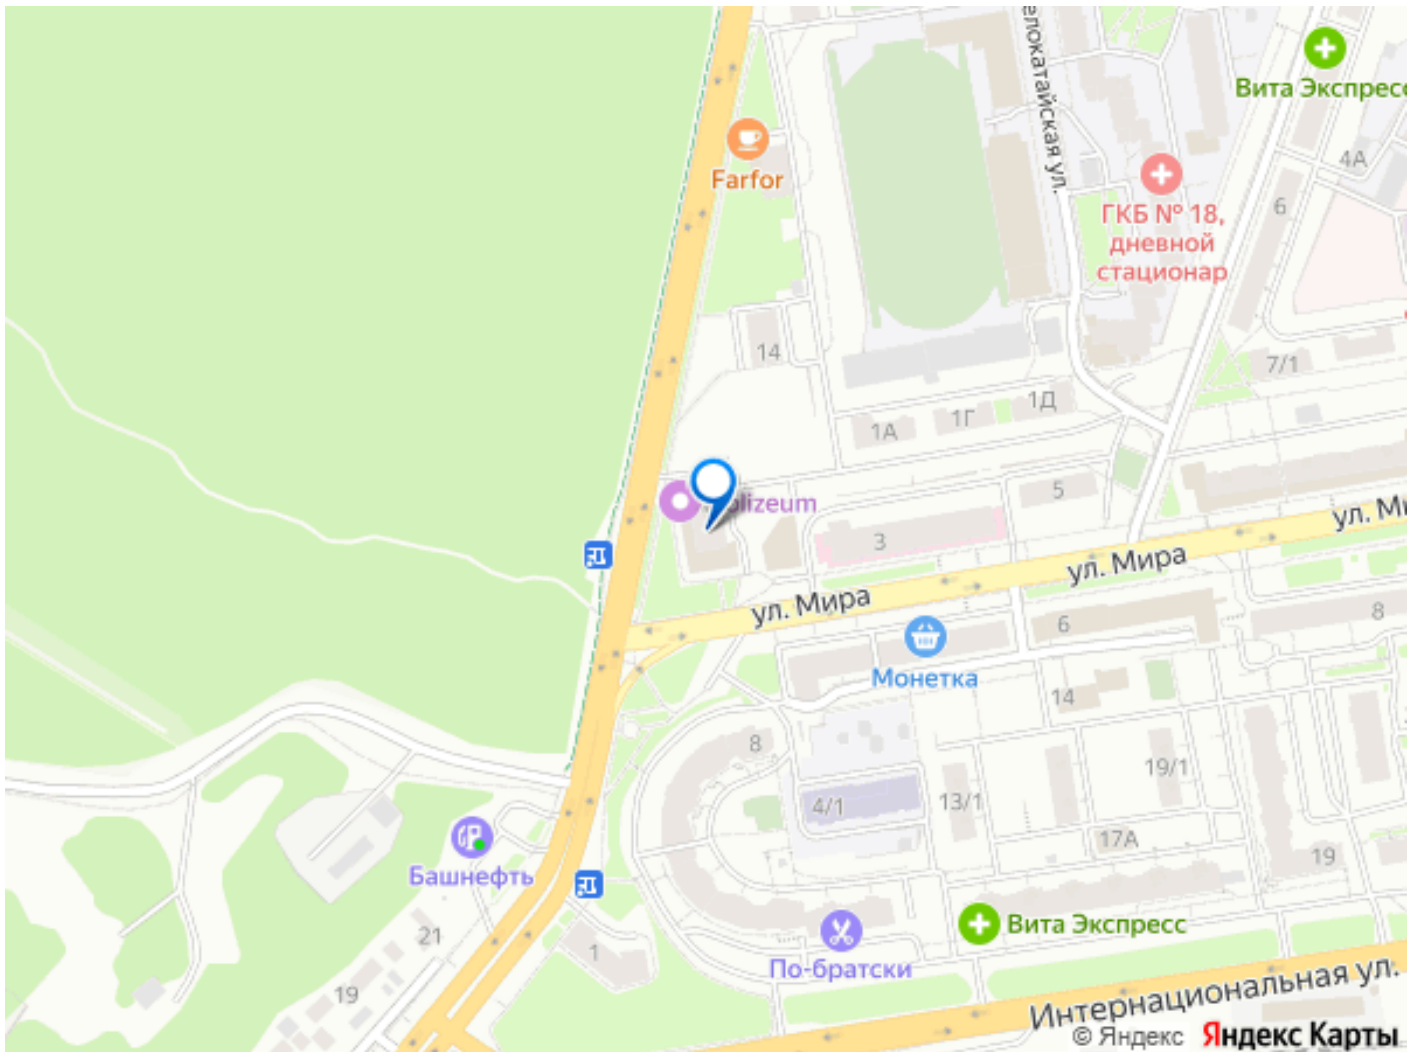 елокатайская ул.
Вита Экспресс
Farfor
4А
ГКБ № 18,
дневной
стационар
6
14
7/1
1А
1Г
1Д
lizeum
5
3
ул. Мира
ул. Мира
ул. Ми
6
8
Монетка
14
8
19/1
4/1
13/1
17А
19
Башнефть
21
1
19
По-братски
Вита Экспресс
Интернациональная ул.
© Яндекс Яндекс Карты